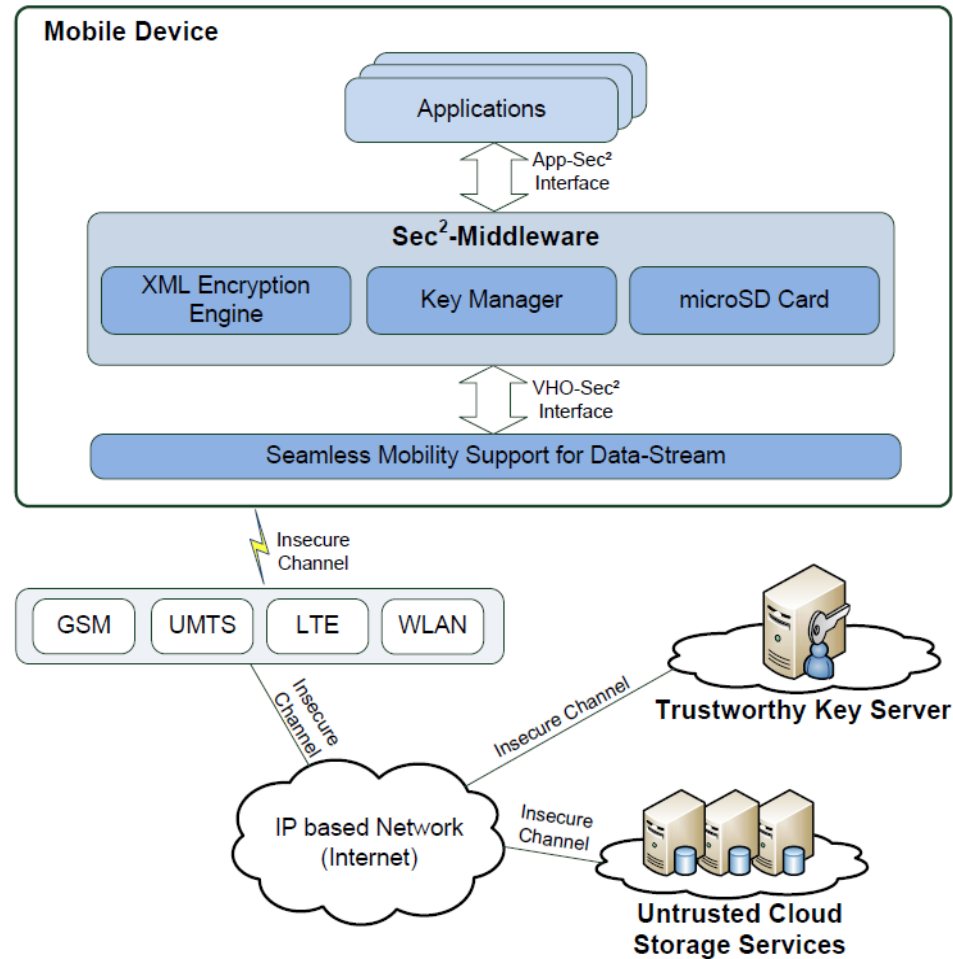 Mobile Device
Applications
App-Sec²
Interface
Sec²-Middleware
XML Encryption
Engine
Key Manager
microSD Card
VHO-Sec²
Interface
Seamless Mobility Support for Data-Stream
Insecure
Channel
GSM
UMTS
LTE
WLAN
Insecure
Channel
Insecure Channel
Trustworthy Key Server
IP based Network
(Internet)
Insecure
Channel
Untrusted Cloud
Storage Services